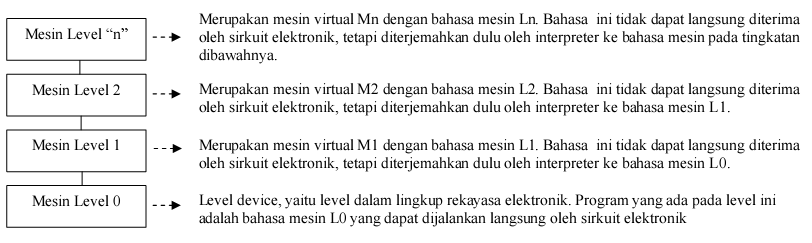 Mesin Level “n”
Merupakan mesin virtual Mn dengan bahasa mesin Ln. Bahasa ini tidak dapat langsung diterima
oleh sirkuit elektronik, tetapi diterjemahkan dulu oleh interpreter ke bahasa mesin pada tingkatan
dibawahnya.
Mesin Level 2
Merupakan mesin virtual M2 dengan bahasa mesin L2. Bahasa ini tidak dapat langsung diterima
oleh sirkuit elektronik, tetapi diterjemahkan dulu oleh interpreter ke bahasa mesin L1.
Mesin Level 1
Merupakan mesin virtual M1 dengan bahasa mesin L1. Bahasa ini tidak dapat langsung diterima
oleh sirkuit elektronik, tetapi diterjemahkan dulu oleh interpreter ke bahasa mesin L0.
Mesin Level 0
Level device, yaitu level dalam lingkup rekayasa elektronik. Program yang ada pada level ini
adalah bahasa mesin L0 yang dapat dijalankan langsung oleh sirkuit elektronik